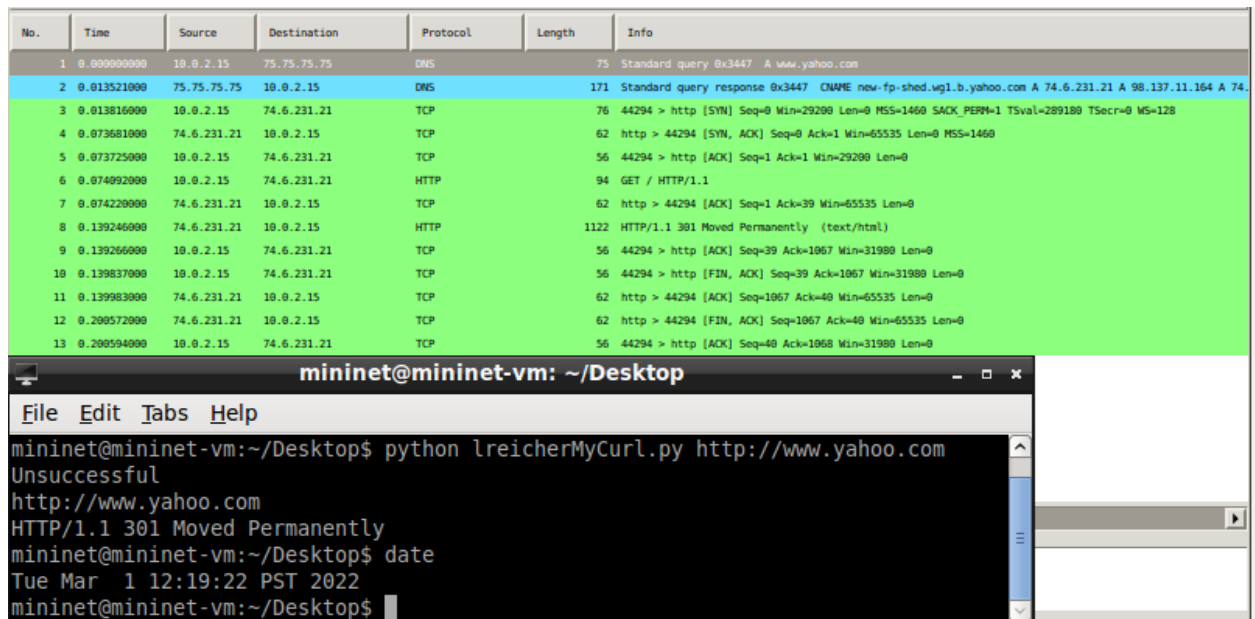 No. Time Source Destination Protocol Length Info
1 0.000000000 10.0.2.15 75.75.75.75 DNS 75 Standard query 0x3447 A www.yahoo.com
2 0.013521000 75.75.75.75 10.0.2.15 DNS 171 Standard query response 0x3447 CNAME new-fp-shed.wg1.b.yahoo.com A 74.6.231.21 A 98.137.11.164 A 74.
3 0.013816000 10.0.2.15 74.6.231.21 TCP 76 44294 > http [SYN] Seq=0 Win=29200 Len=0 MSS=1460 SACK_PERM=1 TSval=289180 TSecr=0 WS=128
4 0.073681000 74.6.231.21 10.0.2.15 TCP 62 http > 44294 [SYN, ACK] Seq=0 Ack=1 Win=65535 Len=0 MSS=1460
5 0.073725000 10.0.2.15 74.6.231.21 TCP 56 44294 > http [ACK] Seq=1 Ack=1 Win=29200 Len=0
6 0.074092000 10.0.2.15 74.6.231.21 HTTP 94 GET / HTTP/1.1
7 0.074220000 74.6.231.21 10.0.2.15 TCP 62 http > 44294 [ACK] Seq=1 Ack=39 Win=65535 Len=0
8 0.139246000 74.6.231.21 10.0.2.15 HTTP 1122 HTTP/1.1 301 Moved Permanently (text/html)
9 0.139266000 10.0.2.15 74.6.231.21 TCP 56 44294 > http [ACK] Seq=39 Ack=1067 Win=31980 Len=0
10 0.139837000 10.0.2.15 74.6.231.21 TCP 56 44294 > http [FIN, ACK] Seq=39 Ack=1067 Win=31980 Len=0
11 0.139983000 74.6.231.21 10.0.2.15 TCP 62 http > 44294 [ACK] Seq=1067 Ack=40 Win=65535 Len=0
12 0.200572000 74.6.231.21 10.0.2.15 TCP 62 http > 44294 [FIN, ACK] Seq=1067 Ack=40 Win=65535 Len=0
13 0.200594000 10.0.2.15 74.6.231.21 TCP 56 44294 > http [ACK] Seq=40 Ack=1068 Win=31980 Len=0
mininet@mininet-vm: ~/Desktop
File Edit Tabs Help
mininet@mininet-vm:~/Desktop$ python lreicherMyCurl.py http://www.yahoo.com
Unsuccessful
http://www.yahoo.com
HTTP/1.1 301 Moved Permanently
mininet@mininet-vm:~/Desktop$ date
Tue Mar  1 12:19:22 PST 2022
mininet@mininet-vm:~/Desktop$